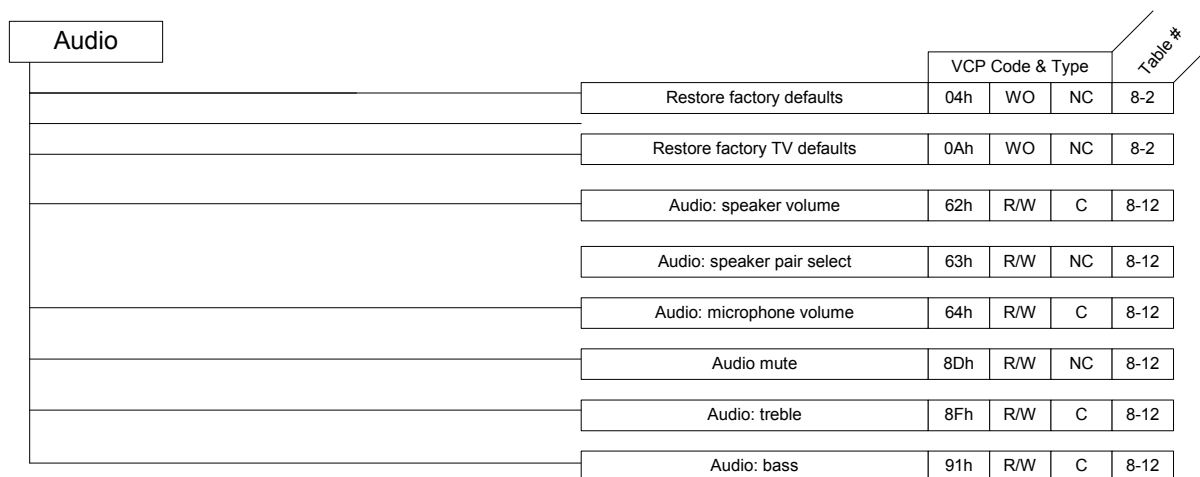 Audio
Table #
VCP Code & Type
Restore factory defaults 04h WO NC 8-2
Restore factory TV defaults 0Ah WO NC 8-2
Audio: speaker volume 62h R/W C 8-12
Audio: speaker pair select 63h R/W NC 8-12
Audio: microphone volume 64h R/W C 8-12
Audio mute 8Dh R/W NC 8-12
Audio: treble 8Fh R/W C 8-12
Audio: bass 91h R/W C 8-12